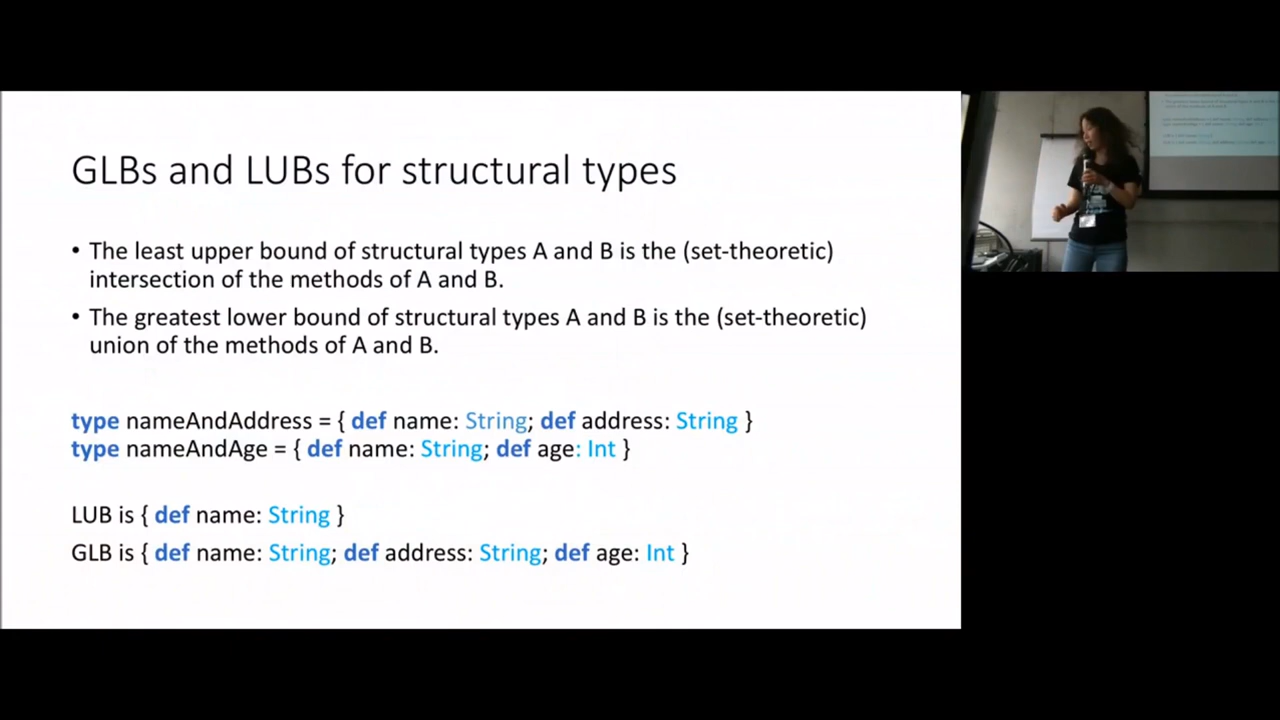 GLBs and LUBs for structural types
• The least upper bound of structural types A and B is the (set-theoretic)
intersection of the methods of A and B.
• The greatest lower bound of structural types A and B is the (set-theoretic)
union of the methods of A and B.
type nameAndAddress = { def name: String; def address: String }
type nameAndAge = { def name: String; def age: Int }
LUB is { def name: String }
GLB is { def name: String; def address: String; def age: Int }